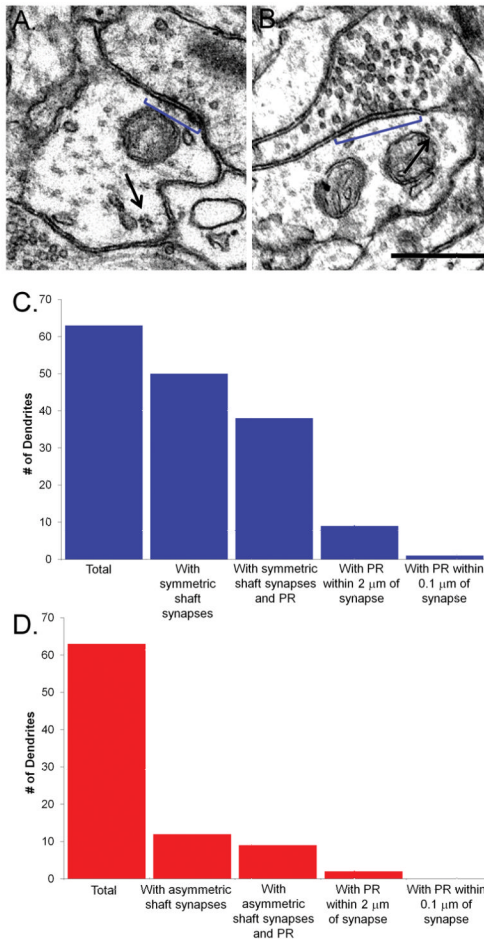 A.
B.
C.
# of Dendrites
70
60
50
40
30
20
10
0
Total
With
symmetric
shaft
synapses
With symmetric
shaft synapses
and PR
With PR
within 2 μm of
synapse
With PR within
0.1 μm of
synapse
D.
# of Dendrites
70
60
50
40
30
20
10
0
Total
With asymmetric
shaft synapses
With
asymmetric
shaft synapses
and PR
With PR
within 2 μm
of synapse
With PR within
0.1 μm of
synapse